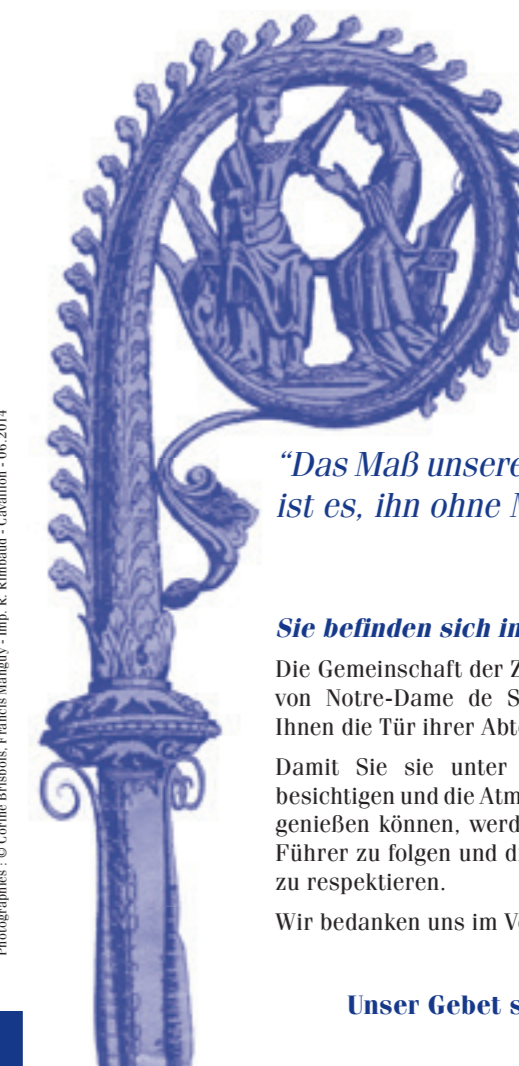 “Das Maß unsere
ist es, ihn ohne
Sie befinden sich in
Die Gemeinschaft der Z
von Notre-Dame de S
Ihnen die Tür ihrer Abt
Damit Sie sie unter
besichtigen und die Atm
genießen können, werd
Führer zu folgen und d
zu respektieren.
Wir bedanken uns im V
Unser Gebet s
Photographies : © Corine Brisbois, Francis Manguy - Imp. R. Rimbaud - Cavaillon - 06.2014